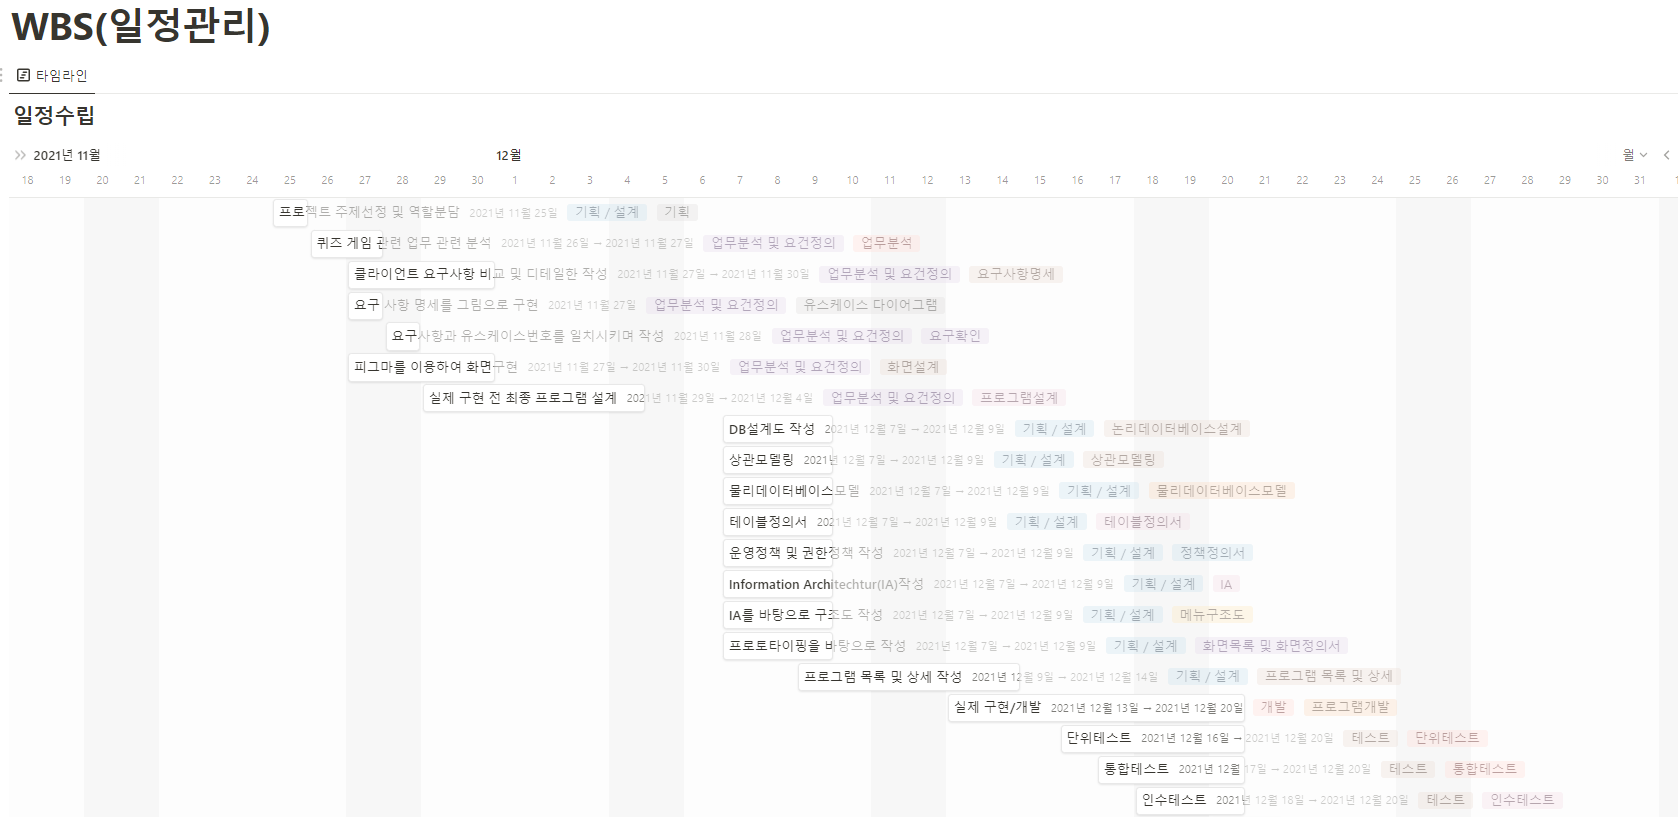 WBS(일정관리)
타임라인
일정수립
2021년 11월 12월 월
18 19 20 21 22 23 24 25 26 27 28 29 30 1 2 3 4 5 6 7 8 9 10 11 12 13 14 15 16 17 18 19 20 21 22 23 24 25 26 27 28 29 30 31
프로젝트 주제선정 및 역할분담 2021년 11월 25일 기획 / 설계 기획
퀴즈 게임 관련 업무 관련 분석 2021년 11월 26일 → 2021년 11월 27일 업무분석 및 요건정의 업무분석
클라이언트 요구사항 비교 및 디테일한 작성 2021년 11월 27일 → 2021년 11월 30일 업무분석 및 요건정의 요구사항명세
요구 사항 명세를 그림으로 구현 2021년 11월 27일 업무분석 및 요건정의 유스케이스 다이어그램
요구사항과 유스케이스번호를 일치시키며 작성 2021년 11월 28일 업무분석 및 요건정의 요구확인
피그마를 이용하여 화면구현 2021년 11월 27일 → 2021년 11월 30일 업무분석 및 요건정의 화면설계
실제 구현 전 최종 프로그램 설계 2021년 11월 29일 → 2021년 12월 4일 업무분석 및 요건정의 프로그램설계
DB설계도 작성 2021년 12월 7일 → 2021년 12월 9일 기획 / 설계 논리데이터베이스설계
상관모델링 2021년 12월 7일 → 2021년 12월 9일 기획 / 설계 상관모델링
물리데이터베이스모델 2021년 12월 7일 → 2021년 12월 9일 기획 / 설계 물리데이터베이스모델
테이블정의서 2021년 12월 7일 → 2021년 12월 9일 기획 / 설계 테이블정의서
운영정책 및 권한정책 작성 2021년 12월 7일 → 2021년 12월 9일 기획 / 설계 정책정의서
Information Architechtur(IA)작성 2021년 12월 7일 → 2021년 12월 9일 기획 / 설계 IA
IA를 바탕으로 구조도 작성 2021년 12월 7일 → 2021년 12월 9일 기획 / 설계 메뉴구조도
프로토타이핑을 바탕으로 작성 2021년 12월 7일 → 2021년 12월 9일 기획 / 설계 화면목록 및 화면정의서
프로그램 목록 및 상세 작성 2021년 12월 9일 → 2021년 12월 14일 기획 / 설계 프로그램 목록 및 상세
실제 구현/개발 2021년 12월 13일 → 2021년 12월 20일 개발 프로그램개발
단위테스트 2021년 12월 16일 → 2021년 12월 20일 테스트 단위테스트
통합테스트 2021년 12월 17일 → 2021년 12월 20일 테스트 통합테스트
인수테스트 2021년 12월 18일 → 2021년 12월 20일 테스트 인수테스트